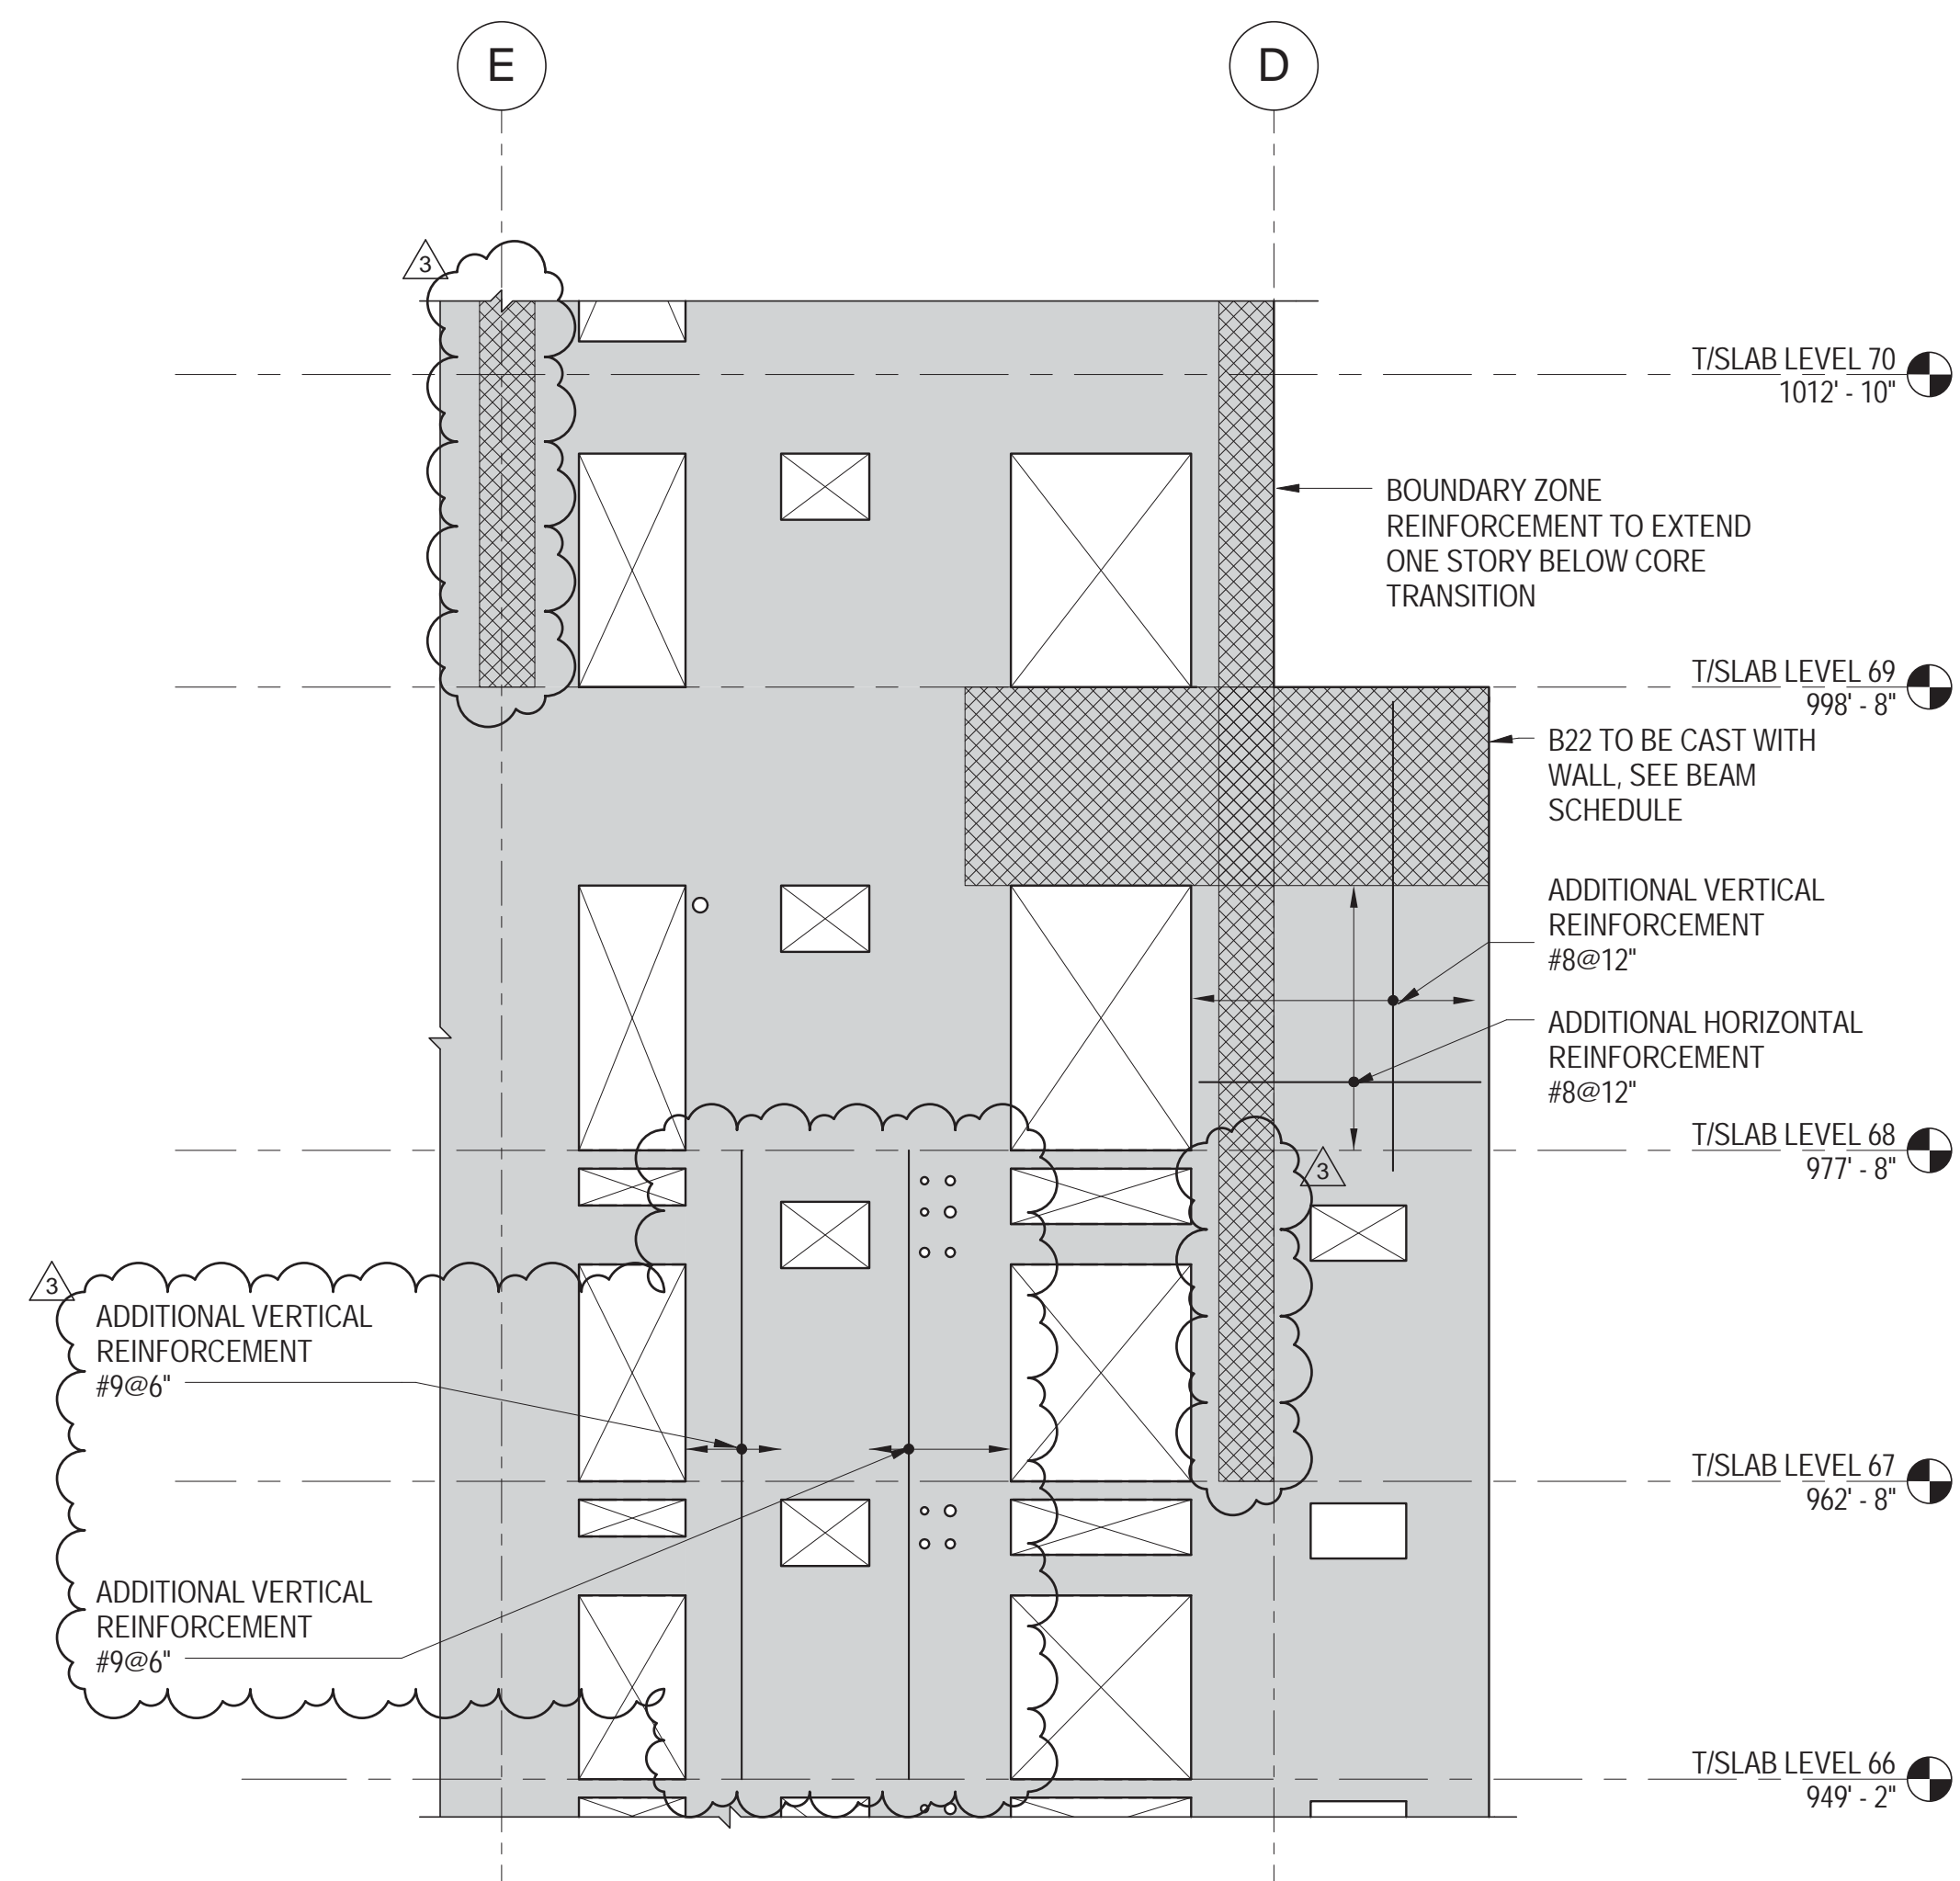 E
D
3
T/SLAB LEVEL 70
1012' - 10"
BOUNDARY ZONE
REINFORCEMENT TO EXTEND
ONE STORY BELOW CORE
TRANSITION
T/SLAB LEVEL 69
998' - 8"
B22 TO BE CAST WITH
WALL, SEE BEAM
SCHEDULE
ADDITIONAL VERTICAL
REINFORCEMENT
#8@12"
ADDITIONAL HORIZONTAL
REINFORCEMENT
#8@12"
T/SLAB LEVEL 68
977' - 8"
3
3
ADDITIONAL VERTICAL
REINFORCEMENT
#9@6"
T/SLAB LEVEL 67
962' - 8"
ADDITIONAL VERTICAL
REINFORCEMENT
#9@6"
T/SLAB LEVEL 66
949' - 2"